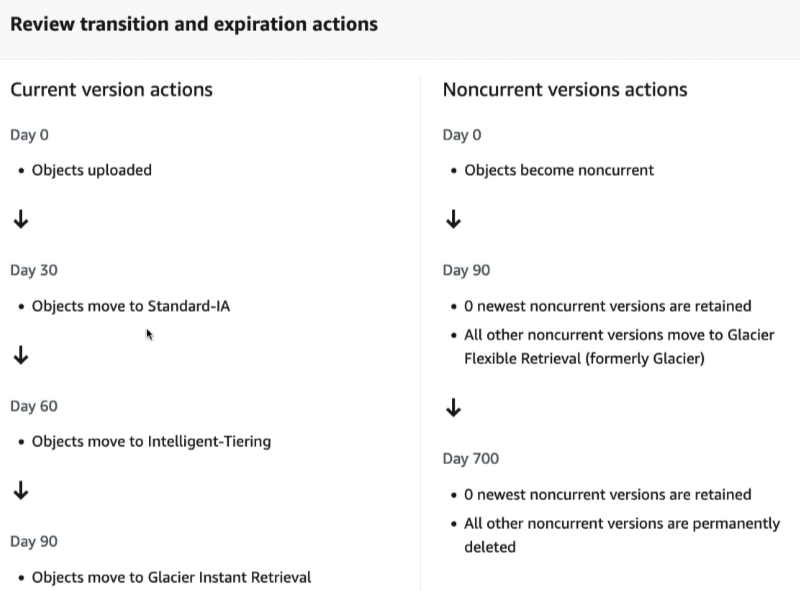 Review transition and expiration actions
Current version actions
Day 0
• Objects uploaded
↓
Day 30
• Objects move to Standard-IA
↓
Day 60
• Objects move to Intelligent-Tiering
↓
Day 90
• Objects move to Glacier Instant Retrieval
Noncurrent versions actions
Day 0
• Objects become noncurrent
↓
Day 90
• 0 newest noncurrent versions are retained
• All other noncurrent versions move to Glacier
Flexible Retrieval (formerly Glacier)
↓
Day 700
• 0 newest noncurrent versions are retained
• All other noncurrent versions are permanently
deleted